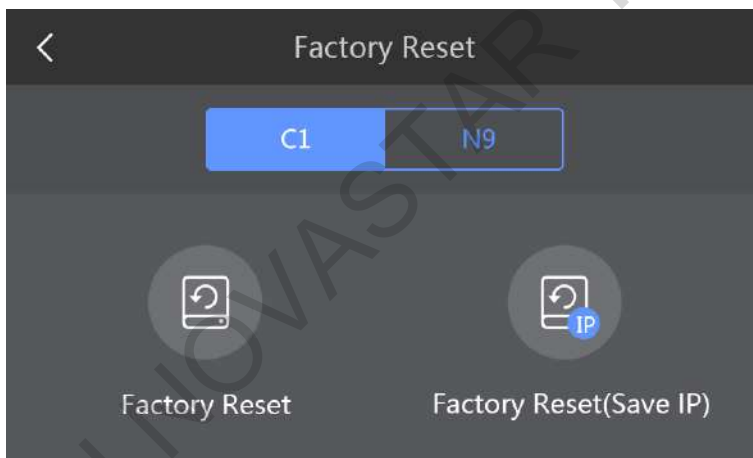 Factory Reset
C1 N9
IP
Factory Reset Factory Reset(Save IP)
NOVASTAR